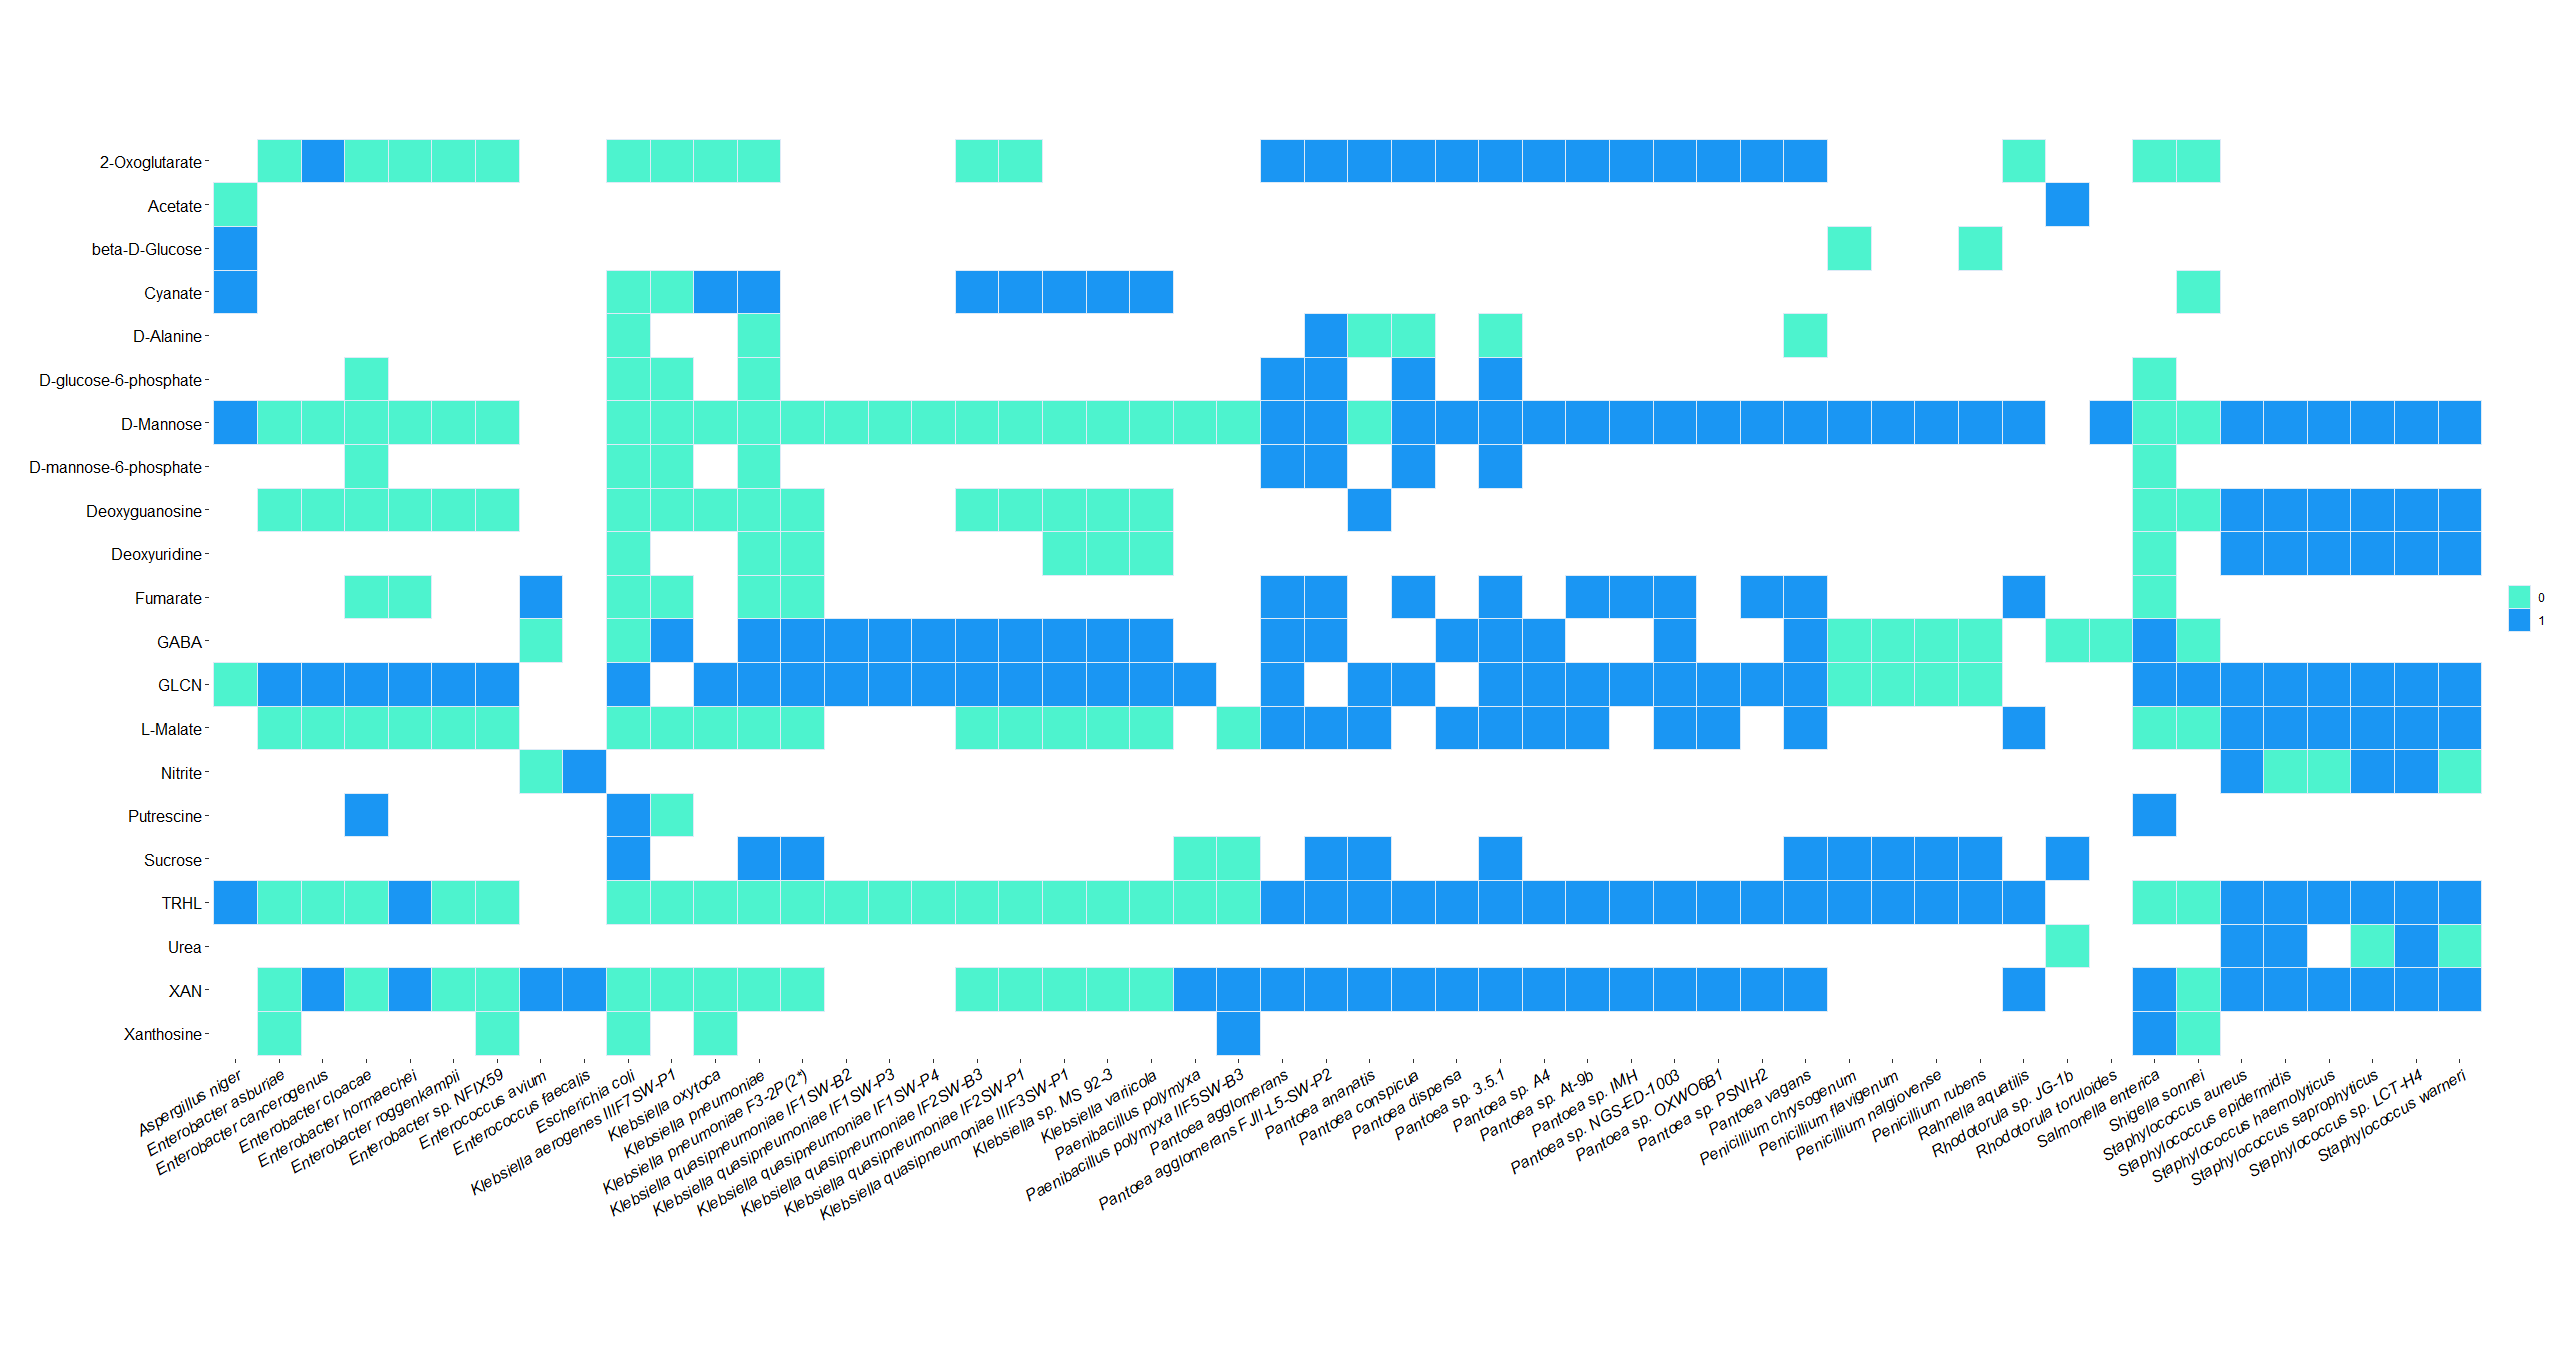 2-Oxoglutarate
Acetate
beta-D-Glucose
Cyanate
D-Alanine
D-glucose-6-phosphate
D-Mannose
D-mannose-6-phosphate
Deoxyguanosine
Deoxyuridine
Fumarate
GABA
GLCN
L-Malate
Nitrite
Putrescine
Sucrose
TRHL
Urea
XAN
Xanthosine
0
1
Aspergillus niger
Enterobacter asburiae
Enterobacter cancerogenus
Enterobacter cloacae
Enterobacter hormaechei
Enterobacter roggenkampii
Enterobacter sp. NFIX59
Enterococcus avium
Enterococcus faecalis
Escherichia coli
Klebsiella aerogenes IIIF7SW-P1
Klebsiella oxytoca
Klebsiella pneumoniae
Klebsiella pneumoniae F3-2P(2*)
Klebsiella quasipneumoniae IF1SW-B2
Klebsiella quasipneumoniae IF1SW-P3
Klebsiella quasipneumoniae IF1SW-P4
Klebsiella quasipneumoniae IF2SW-B3
Klebsiella quasipneumoniae IF2SW-P1
Klebsiella quasipneumoniae IIIF3SW-P1
Klebsiella sp. MS 92-3
Klebsiella variicola
Paenibacillus polymyxa
Paenibacillus polymyxa IIF5SW-B3
Pantoea agglomerans
Pantoea agglomerans FJII-L5-SW-P2
Pantoea ananatis
Pantoea conspicua
Pantoea dispersa
Pantoea sp. 3.5.1
Pantoea sp. A4
Pantoea sp. At-9b
Pantoea sp. IMH
Pantoea sp. NGS-ED-1003
Pantoea sp. OXWO6B1
Pantoea sp. PSNIH2
Pantoea vagans
Penicillium chrysogenum
Penicillium flavigenum
Penicillium nalgiovense
Penicillium rubens
Rahnella aquatilis
Rhodotorula sp. JG-1b
Rhodotorula toruloides
Salmonella enterica
Shigella sonnei
Staphylococcus aureus
Staphylococcus epidermidis
Staphylococcus haemolyticus
Staphylococcus saprophyticus
Staphylococcus sp. LCT-H4
Staphylococcus warneri